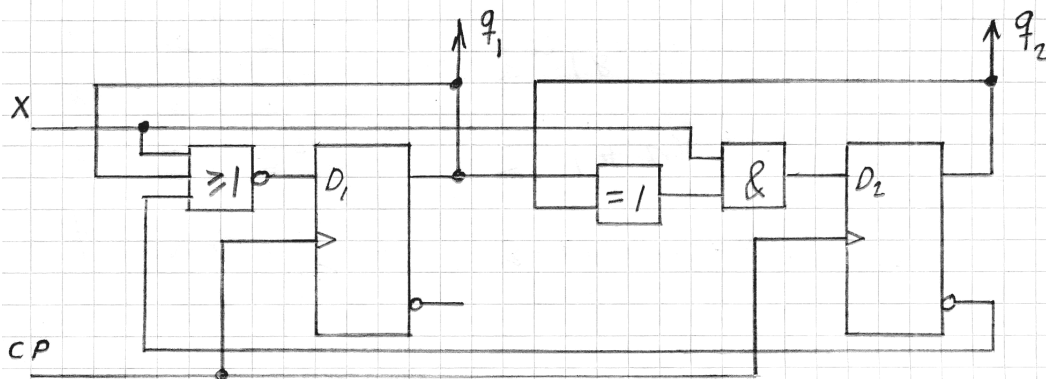 q₁
q₂
X
≥1
D₁
=1
&
D₂
CP